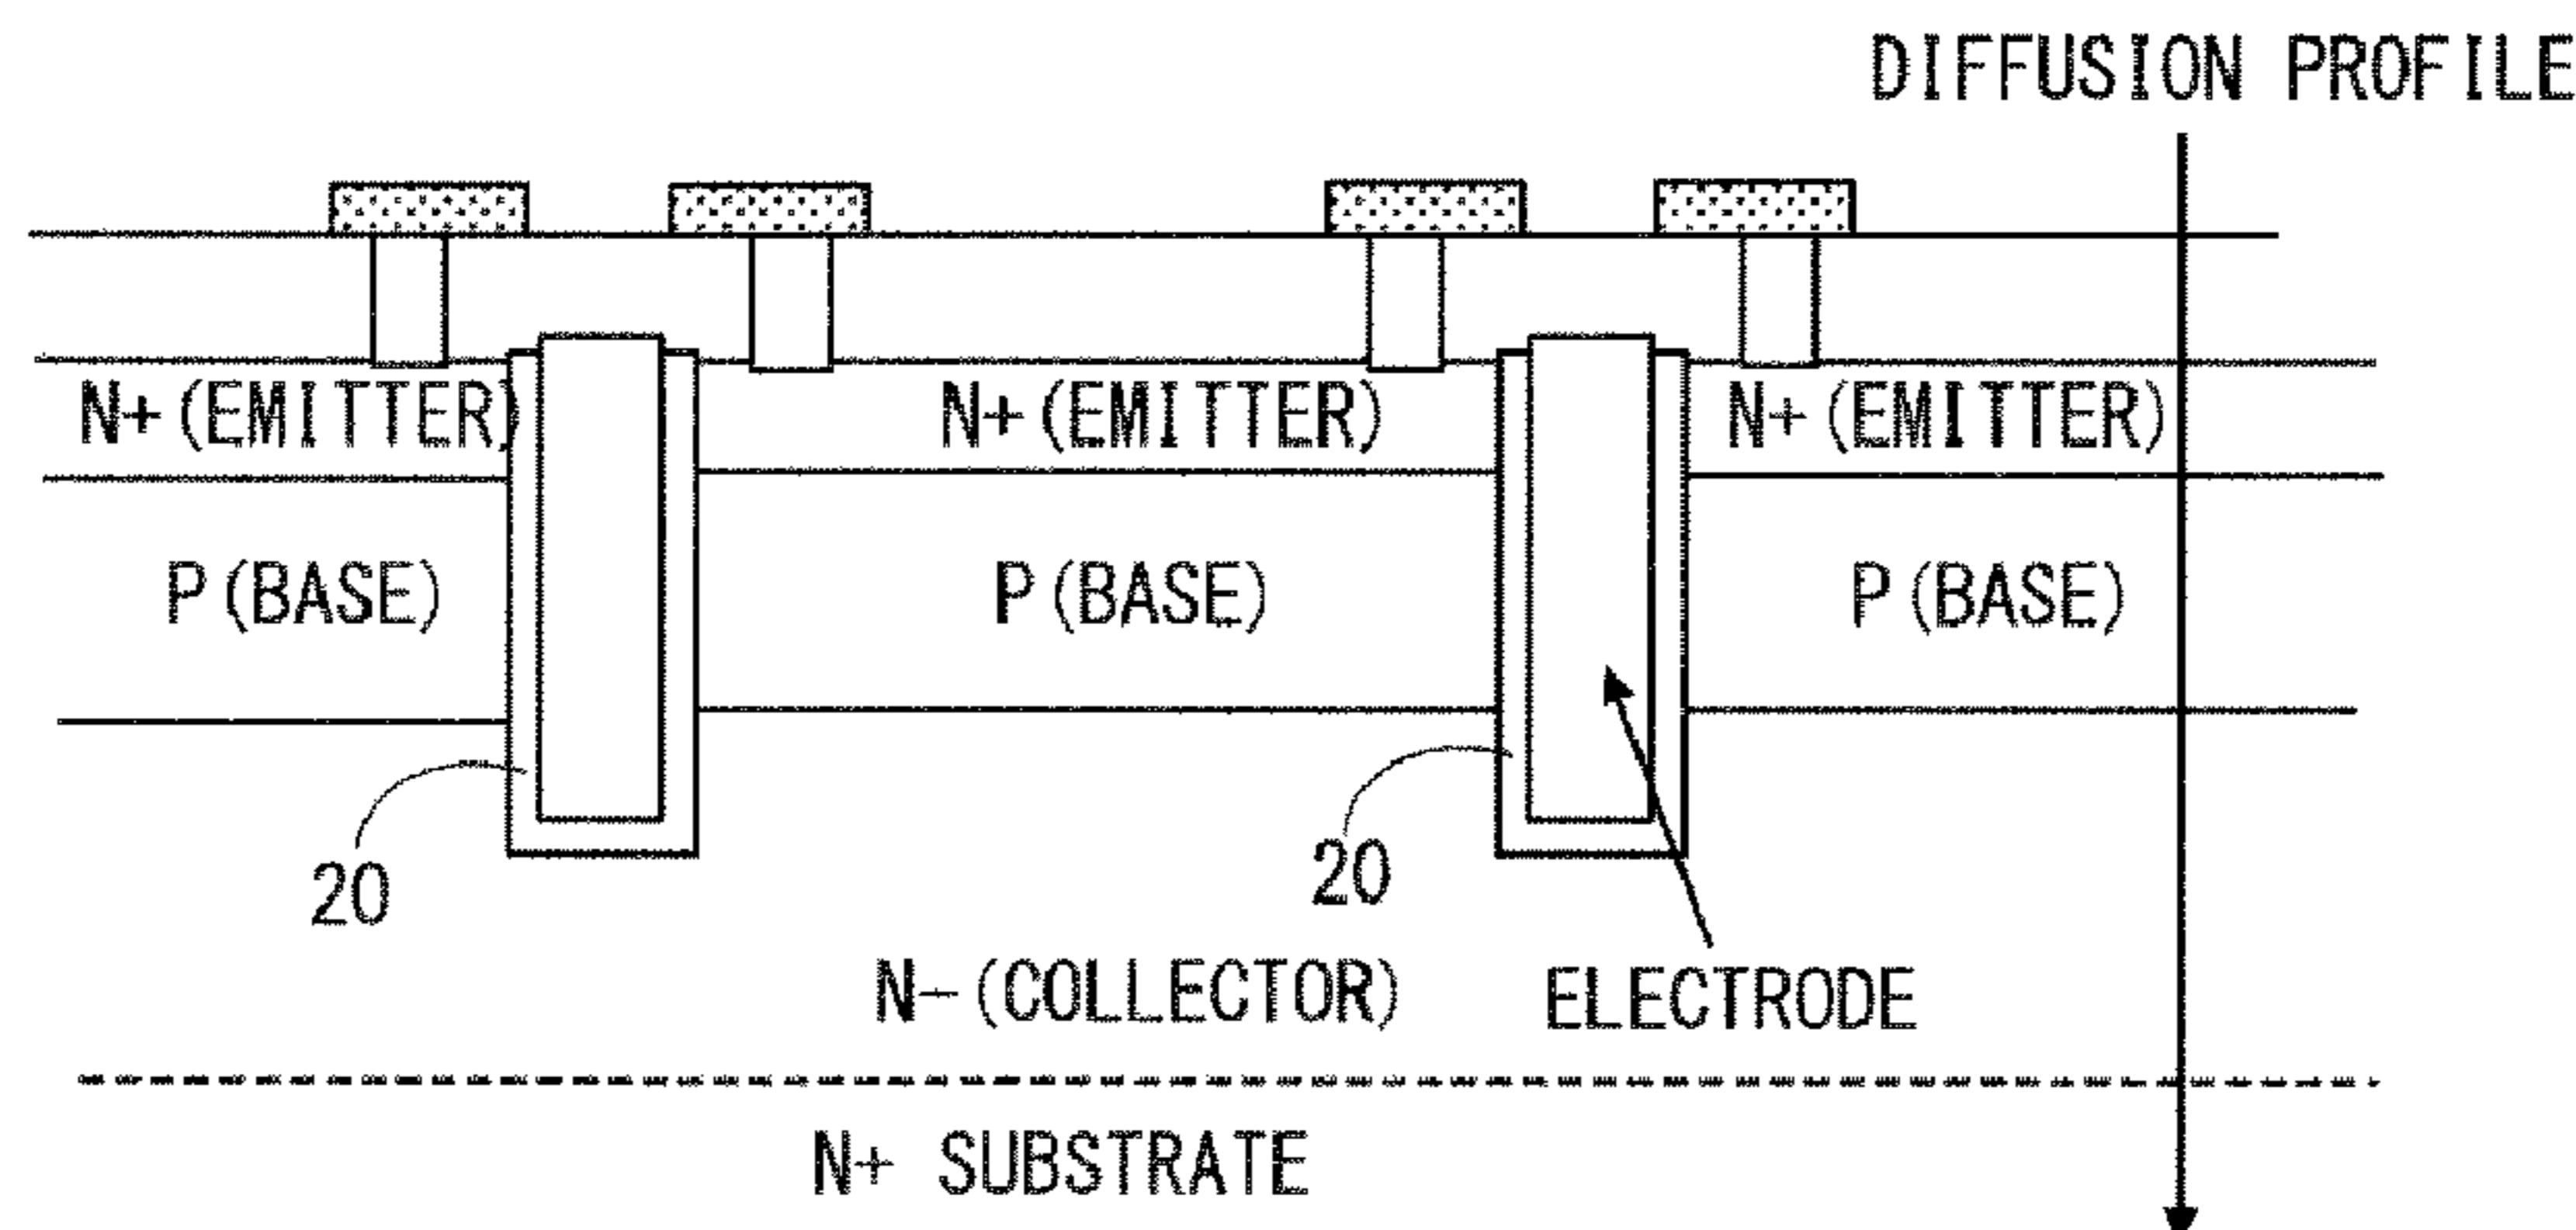 DIFFUSION PROFILE
N+(EMITTER) N+(EMITTER) N+(EMITTER)
P(BASE) P(BASE) P(BASE)
20 20
N-(COLLECTOR) ELECTRODE
N+ SUBSTRATE